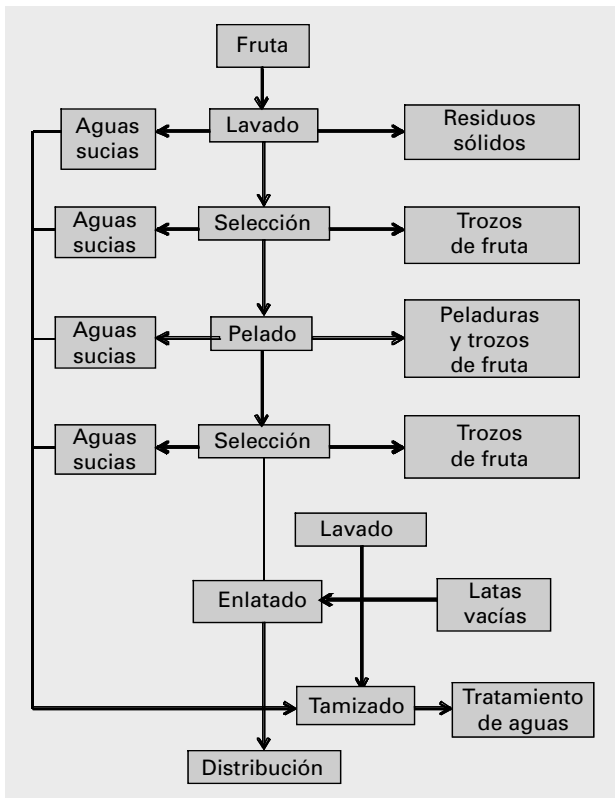 Fruta
Aguas
sucias
Lavado
Residuos
sólidos
Aguas
sucias
Selección
Trozos
de fruta
Aguas
sucias
Pelado
Peladuras
y trozos
de fruta
Aguas
sucias
Selección
Trozos
de fruta
Lavado
Enlatado
Latas
vacías
Tamizado
Tratamiento
de aguas
Distribución